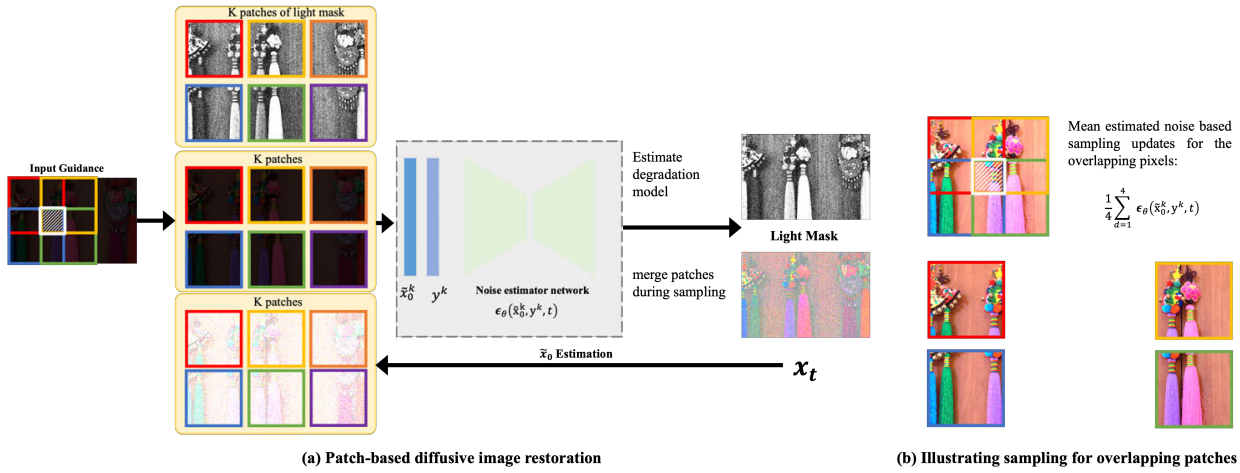 K patches of light mask
Input Guidance
K patches
K patches
x̃₀ᵏ
yᵏ
Noise estimator network
ϵ_θ(x̃₀ᵏ, yᵏ, t)
Estimate
degradation
model
Light Mask
merge patches
during sampling
x̃₀ Estimation
xₜ
(a) Patch-based diffusive image restoration
Mean estimated noise based
sampling updates for the
overlapping pixels:
1/4 ∑_{d=1}^{4} ϵ_θ(x̃₀ᵏ, yᵏ, t)
(b) Illustrating sampling for overlapping patches